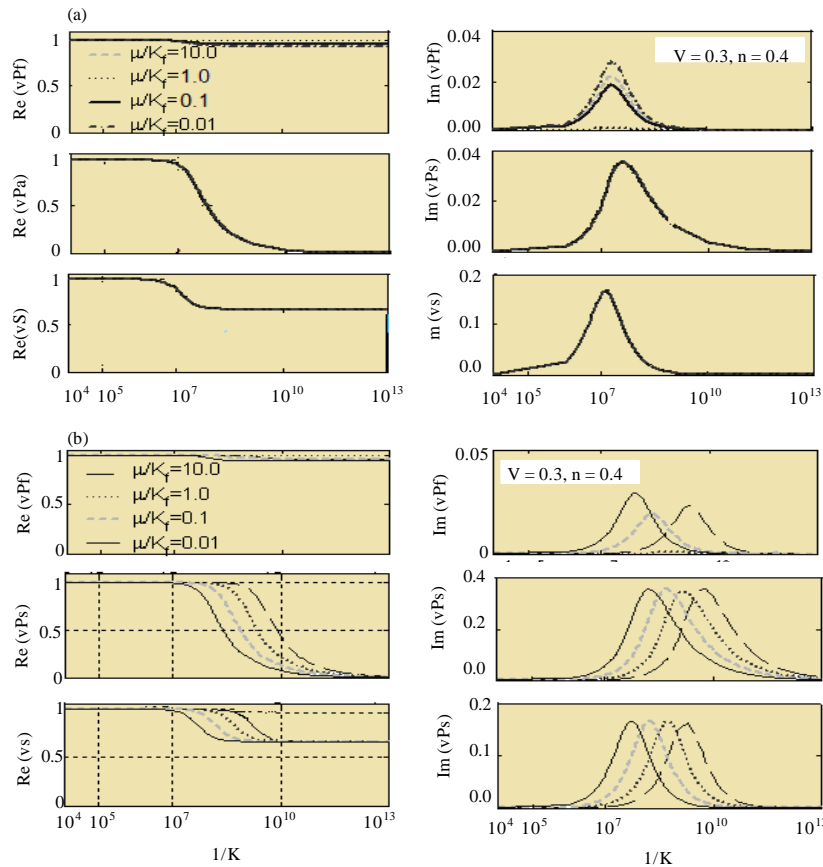 (a)
Re (vPf)
1
0.5
0
μ/K_f=10.0
μ/K_f=1.0
μ/K_f=0.1
μ/K_f=0.01
Im (vPf)
0.04
0.02
0.00
V = 0.3, n = 0.4
Re (vPa)
1
0.5
0
Im (vPs)
0.04
0.02
0.00
Re(vS)
1
0.5
0
10^4 10^5 10^7 10^10 10^13
m (vs)
0.2
0.1
0.0
10^4 10^5 10^7 10^10 10^13
(b)
Re (vPf)
1
0.5
0
μ/K_f=10.0
μ/K_f=1.0
μ/K_f=0.1
μ/K_f=0.01
Im (vPf)
0.05
0
V = 0.3, n = 0.4
Re (vPs)
1
0.5
0
Im (vPs)
0.4
0.2
0.0
Re (vs)
1
0.5
0
10^4 10^5 10^7 10^10 10^13
1/K
Im (vPs)
0.2
0.1
0.0
10^4 10^5 10^7 10^10 10^13
1/K